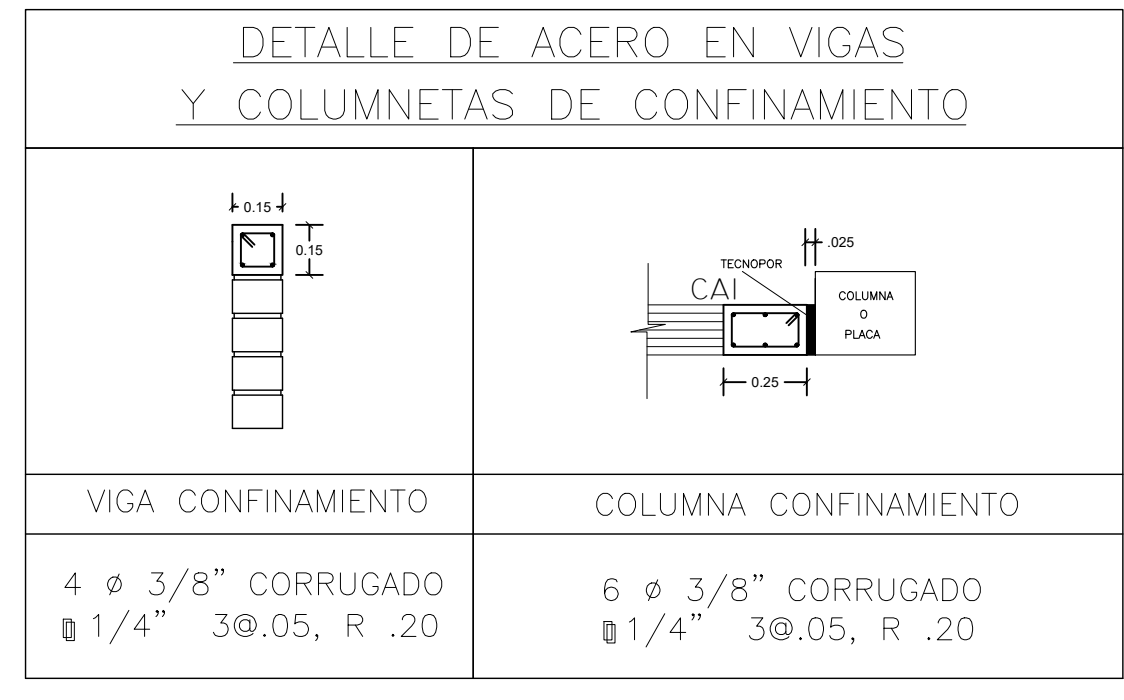 DETALLE DE ACERO EN VIGAS
Y COLUMNETAS DE CONFINAMIENTO
0.15
0.15
.025
TECNOPOR
CAI
COLUMNA
O
PLACA
0.25
VIGA CONFINAMIENTO
COLUMNA CONFINAMIENTO
4 ø 3/8” CORRUGADO
1/4” 3@.05, R .20
6 ø 3/8” CORRUGADO
1/4” 3@.05, R .20